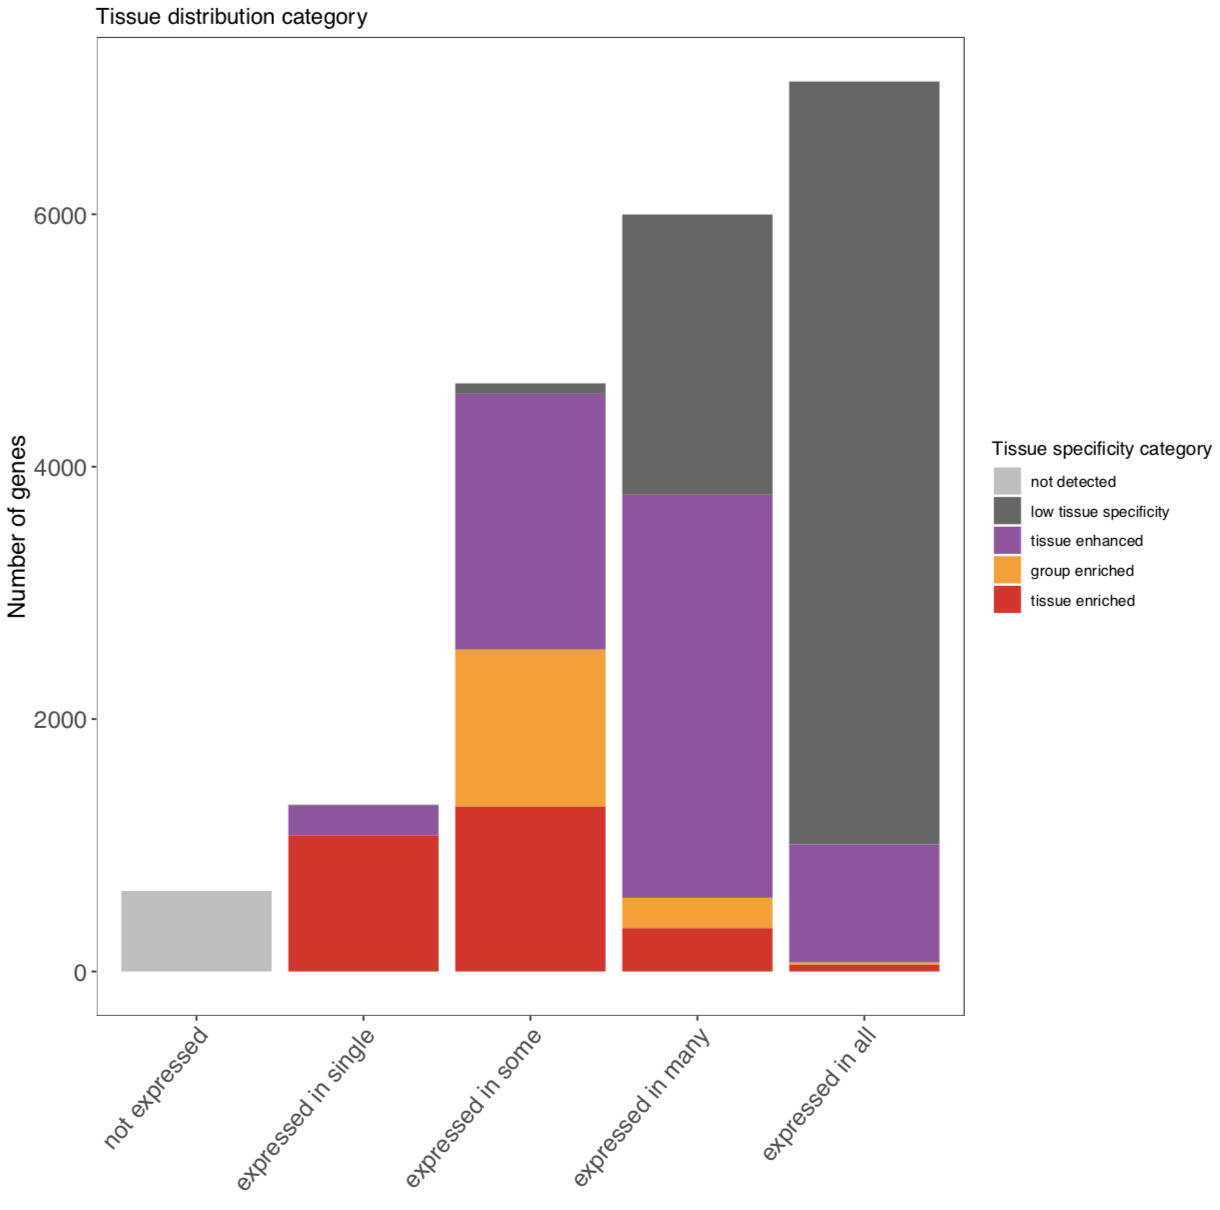 Tissue distribution category
Number of genes
6000
4000
2000
0
not expressed
expressed in single
expressed in some
expressed in many
expressed in all
Tissue specificity category
not detected
low tissue specificity
tissue enhanced
group enriched
tissue enriched